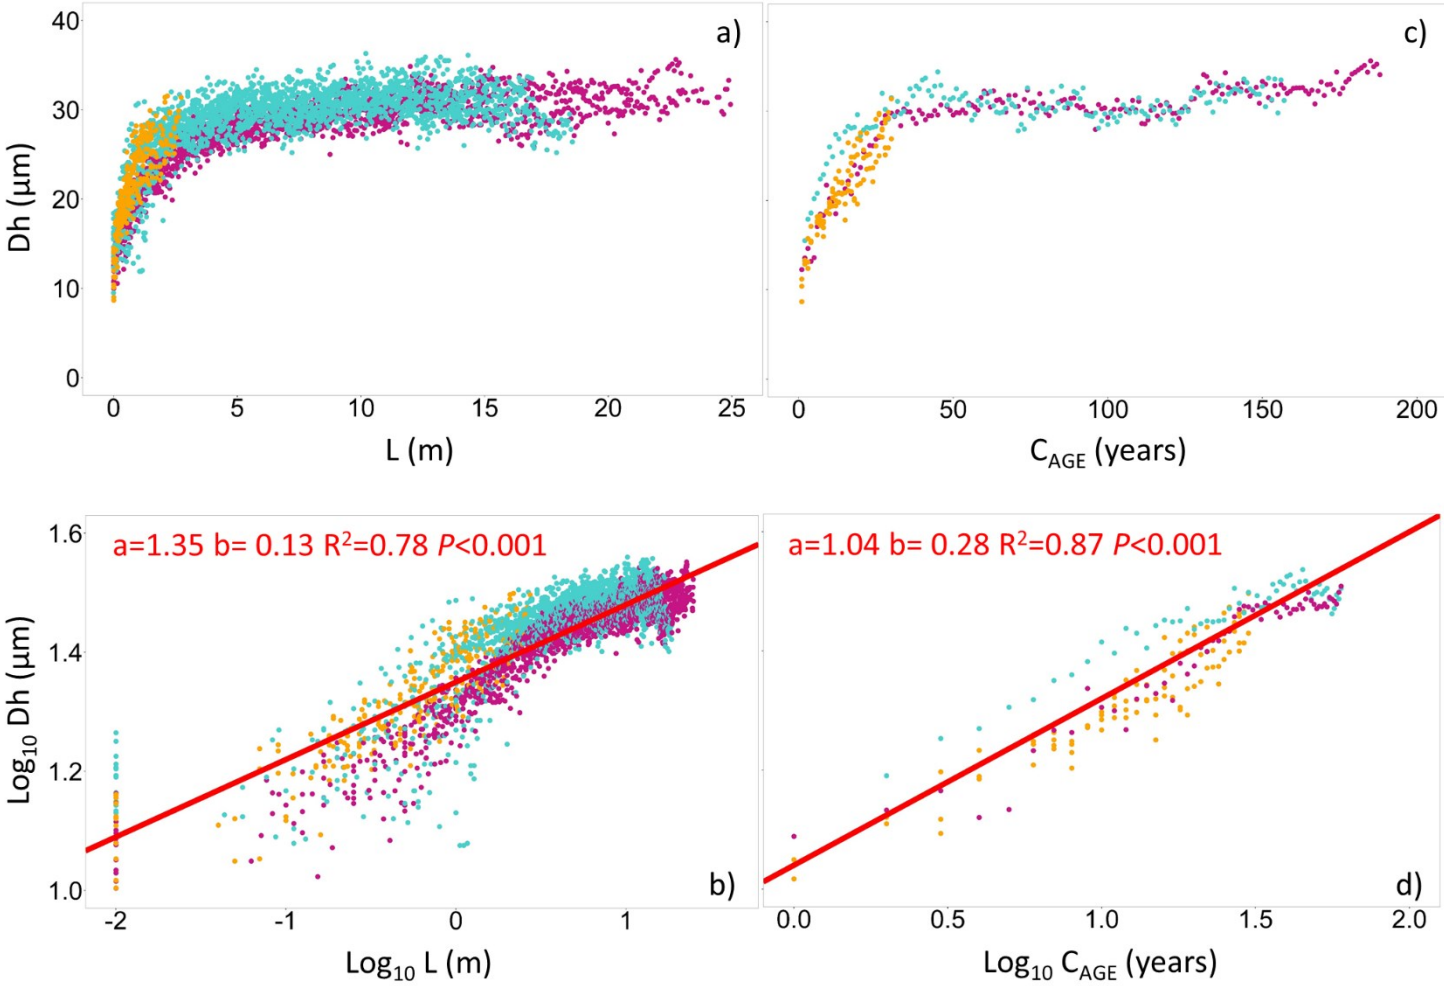 a)
40
30
20
10
0
Dh (µm)
0 5 10 15 20 25
L (m)
c)
0 50 100 150 200
C_AGE (years)
a=1.35 b= 0.13 R²=0.78 P<0.001
1.6
1.4
1.2
1.0
Log₁₀ Dh (µm)
b)
-2 -1 0 1
Log₁₀ L (m)
a=1.04 b= 0.28 R²=0.87 P<0.001
d)
0.0 0.5 1.0 1.5 2.0
Log₁₀ C_AGE (years)